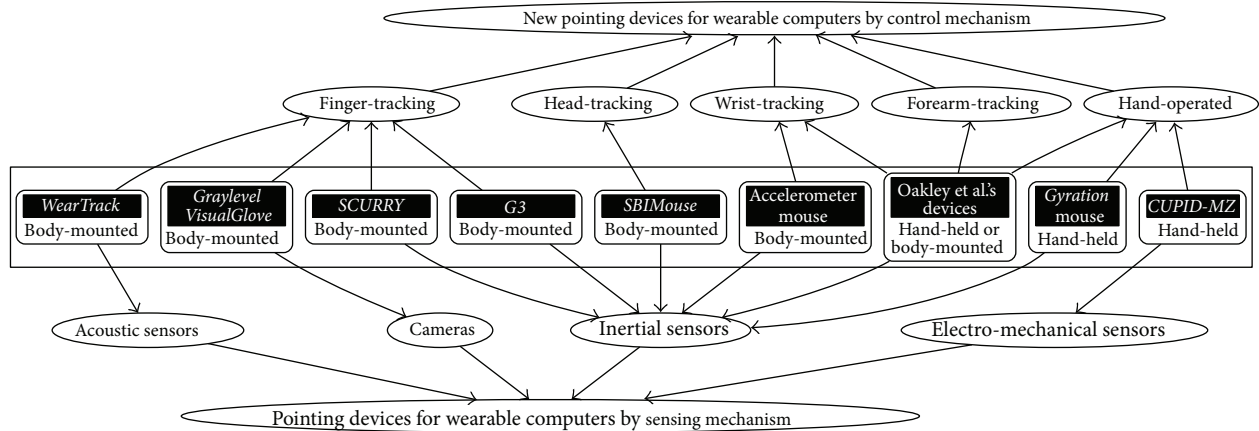 New pointing devices for wearable computers by control mechanism
Finger-tracking
Head-tracking
Wrist-tracking
Forearm-tracking
Hand-operated
WearTrack
Body-mounted
Graylevel
VisualGlove
Body-mounted
SCURRY
Body-mounted
G3
Body-mounted
SBIMouse
Body-mounted
Accelerometer
mouse
Body-mounted
Oakley et al.'s
devices
Hand-held or
body-mounted
Gyration
mouse
Hand-held
CUPID-MZ
Hand-held
Acoustic sensors
Cameras
Inertial sensors
Electro-mechanical sensors
Pointing devices for wearable computers by sensing mechanism